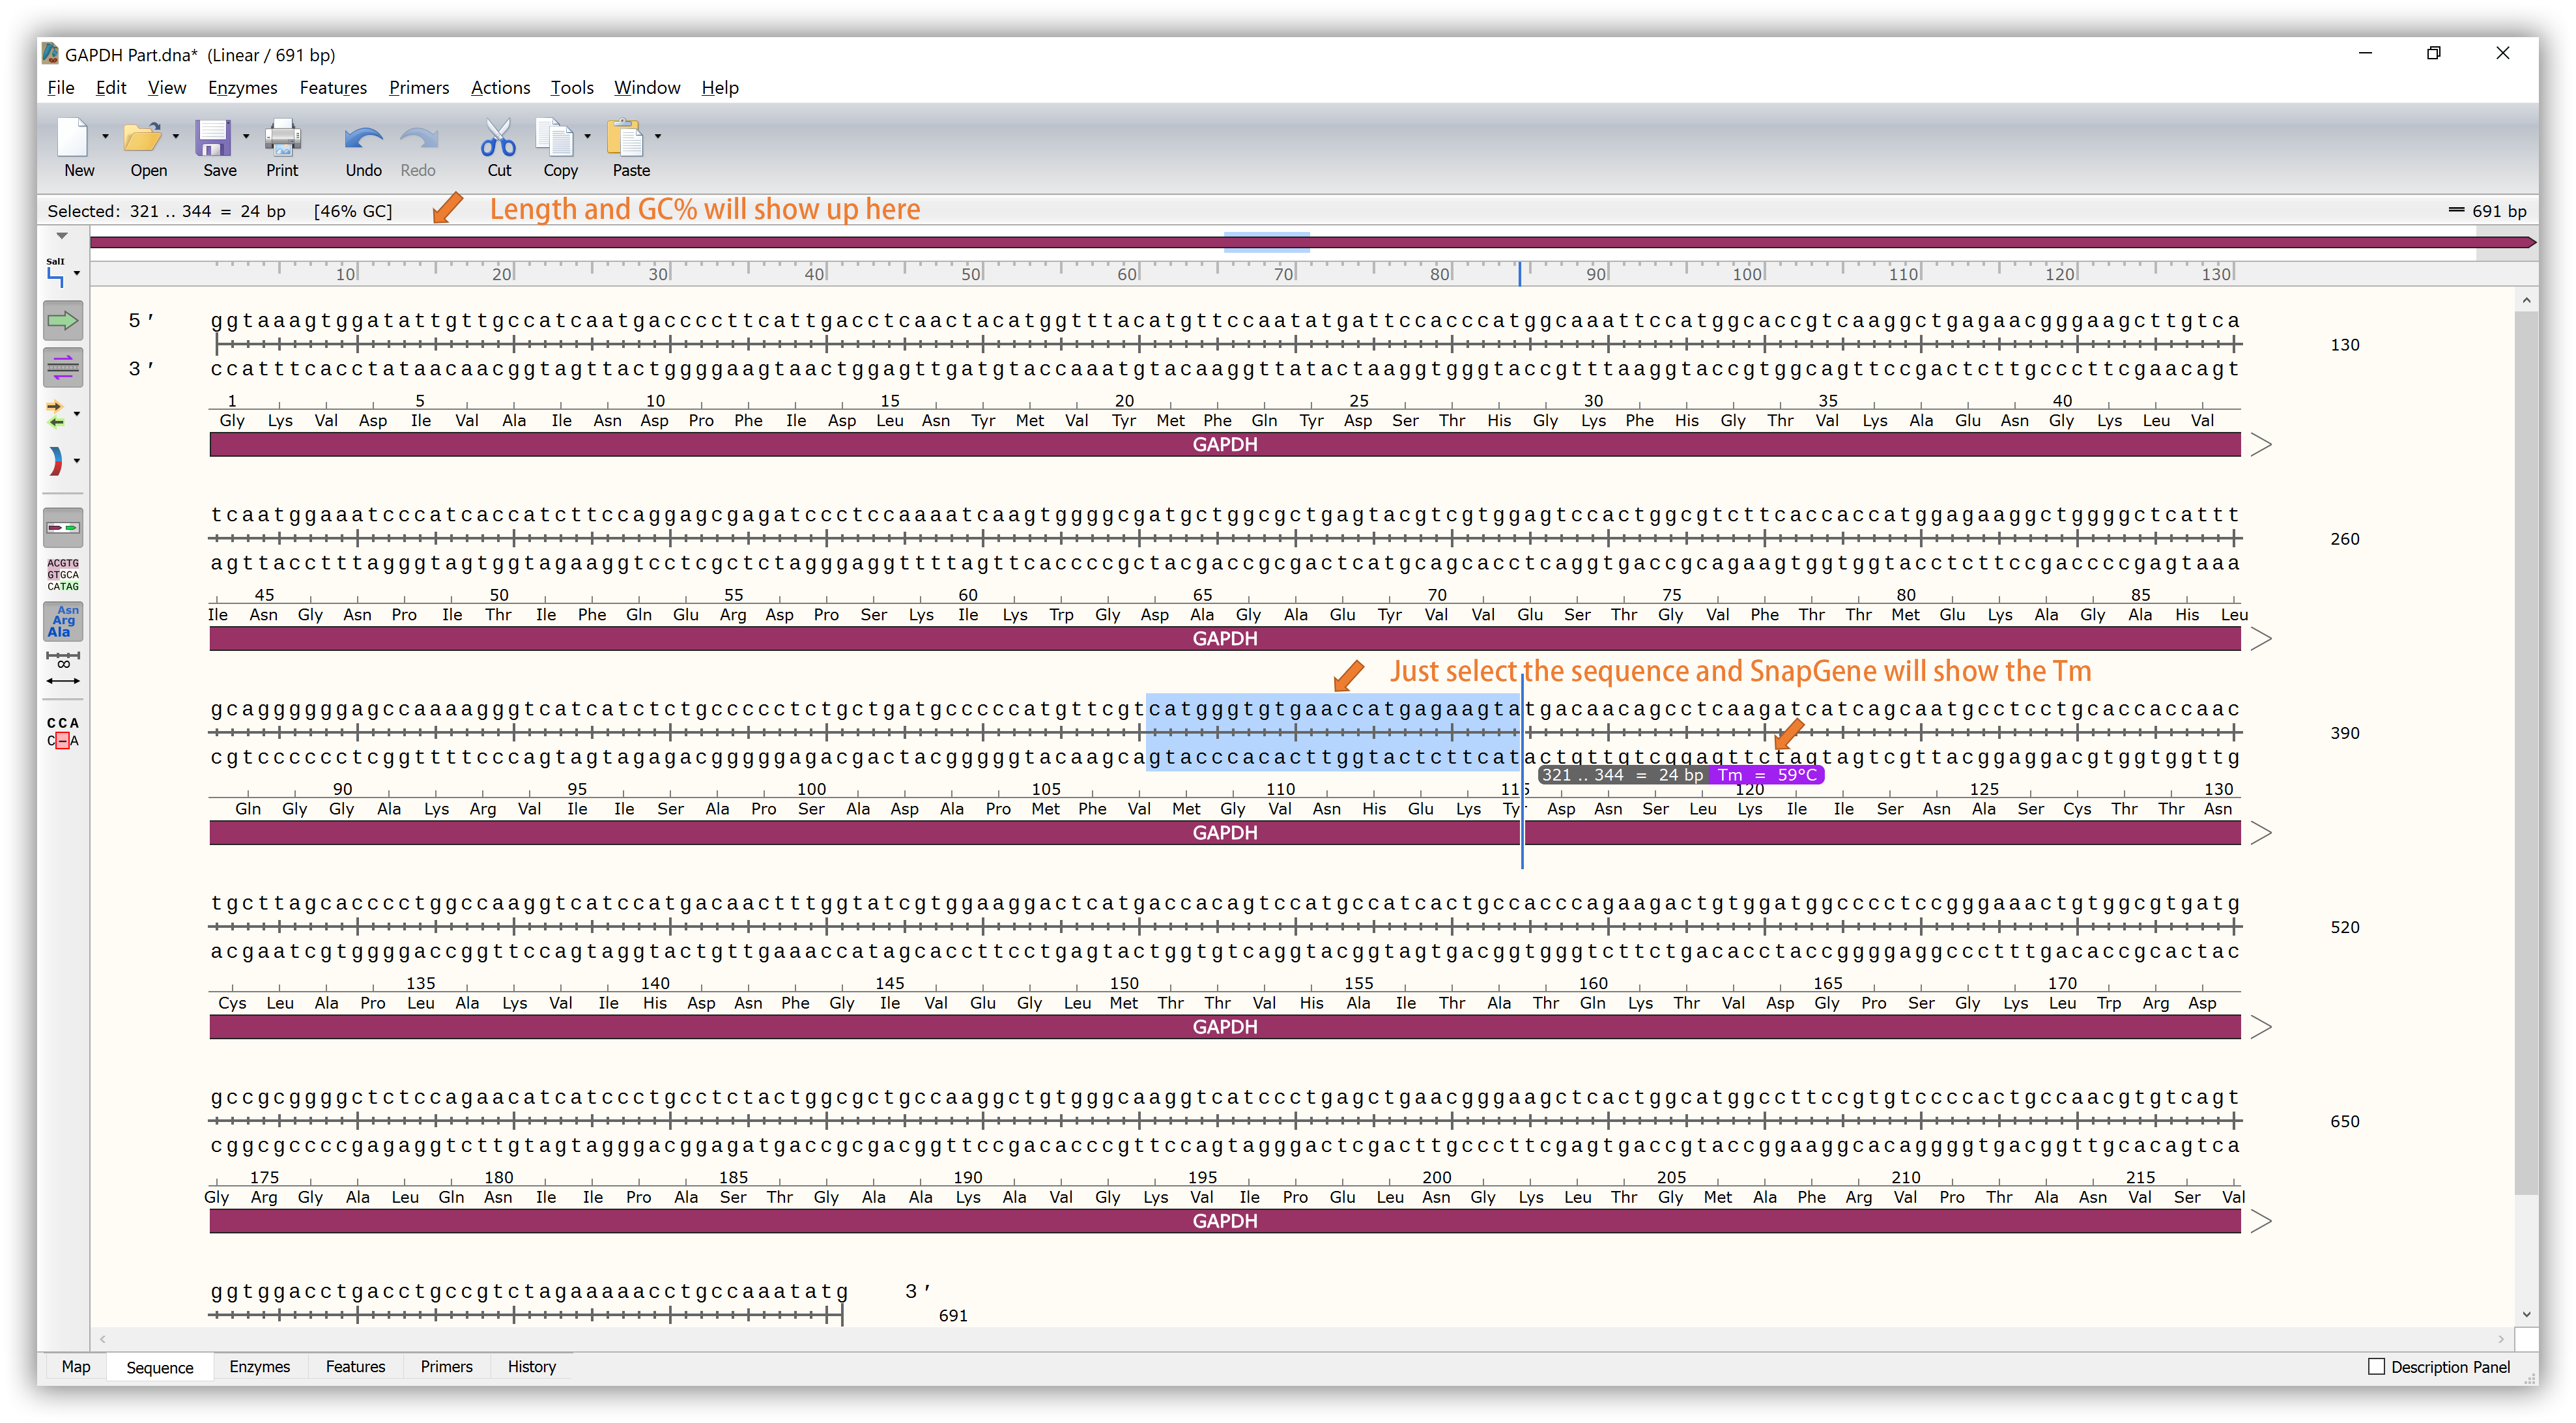 GAPDH Part.dna* (Linear / 691 bp)
File Edit View Enzymes Features Primers Actions Tools Window Help
New Open Save Print Undo Redo Cut Copy Paste
Selected: 321 .. 344 = 24 bp [46% GC] Length and GC% will show up here 691 bp
SalI
10 20 30 40 50 60 70 80 90 100 110 120 130
5′ ggtaaagtggatattgttgccatcaatgaccccttcattgacctcaactacatggtttacatgttccaatatgattccacccatggcaaattccatggcaccgtcaaggctgagaacgggaagcttgtca
130
3′ ccatttcacctataacaacggtagttactggggaagtaactggagttgatgtaccaaatgtacaaggttatactaaggtgggtaccgtttaaggtaccgtggcagttccgactcttgcccttcgaacagt
1 5 10 15 20 25 30 35 40
Gly Lys Val Asp Ile Val Ala Ile Asn Asp Pro Phe Ile Asp Leu Asn Tyr Met Val Tyr Met Phe Gln Tyr Asp Ser Thr His Gly Lys Phe His Gly Thr Val Lys Ala Glu Asn Gly Lys Leu Val
GAPDH
tcaatggaaatcccatcaccatcttccaggagcgagatccctccaaaatcaagtggggcgatgctggcgctgagtacgtcgtggagtccactggcgtcttcaccaccatggagaaggctggggctcattt
260
agttacctttagggtagtggtagaaggtcctcgctctagggaggttttagttcaccccgctacgaccgcgactcatgcagcacctcaggtgaccgcagaagtggtggtacctcttccgaccccgagtaaa
ACGTG
GTGCA
CATAG
45 50 55 60 65 70 75 80 85
Ile Asn Gly Asn Pro Ile Thr Ile Phe Gln Glu Arg Asp Pro Ser Lys Ile Lys Trp Gly Asp Ala Gly Ala Glu Tyr Val Val Glu Ser Thr Gly Val Phe Thr Thr Met Glu Lys Ala Gly Ala His Leu
Asn
Arg
Ala
GAPDH
∞
Just select the sequence and SnapGene will show the Tm
gcaggggggagccaaaagggtcatcatctctgccccctctgctgatgcccccatgttcgtcatgggtgtgaaccatgagaagtatgacaacagcctcaagatcatcagcaatgcctcctgcaccaccaac
CCA
C–A
390
cgtcccccctcggttttcccagtagtagagacgggggagacgactacgggggtacaagcagtacccacacttggtactcttcatactgttgtcggagttctagtagtcgttacggaggacgtggtggttg
321 .. 344 = 24 bp Tm = 59°C
90 95 100 105 110 115 120 125 130
Gln Gly Gly Ala Lys Arg Val Ile Ile Ser Ala Pro Ser Ala Asp Ala Pro Met Phe Val Met Gly Val Asn His Glu Lys Tyr Asp Asn Ser Leu Lys Ile Ile Ser Asn Ala Ser Cys Thr Thr Asn
GAPDH
tgcttagcacccctggccaaggtcatccatgacaactttggtatcgtggaaggactcatgaccacagtccatgccatcactgccacccagaagactgtggatggcccctccgggaaactgtggcgtgatg
520
acgaatcgtggggaccggttccagtaggtactgttgaaaccatagcaccttcctgagtactggtgtcaggtacggtagtgacggtgggtcttctgacacctaccggggaggccctttgacaccgcactac
135 140 145 150 155 160 165 170
Cys Leu Ala Pro Leu Ala Lys Val Ile His Asp Asn Phe Gly Ile Val Glu Gly Leu Met Thr Thr Val His Ala Ile Thr Ala Thr Gln Lys Thr Val Asp Gly Pro Ser Gly Lys Leu Trp Arg Asp
GAPDH
gccgcggggctctccagaacatcatccctgcctctactggcgctgccaaggctgtgggcaaggtcatccctgagctgaacgggaagctcactggcatggccttccgtgtccccactgccaacgtgtcagt
650
cggcgccccgagaggtcttgtagtagggacggagatgaccgcgacggttccgacacccgttccagtagggactcgacttgcccttcgagtgaccgtaccggaaggcacaggggtgacggttgcacagtca
175 180 185 190 195 200 205 210 215
Gly Arg Gly Ala Leu Gln Asn Ile Ile Pro Ala Ser Thr Gly Ala Ala Lys Ala Val Gly Lys Val Ile Pro Glu Leu Asn Gly Lys Leu Thr Gly Met Ala Phe Arg Val Pro Thr Ala Asn Val Ser Val
GAPDH
ggtggacctgacctgccgtctagaaaaacctgccaaatatg 3′
691
Map Sequence Enzymes Features Primers History Description Panel